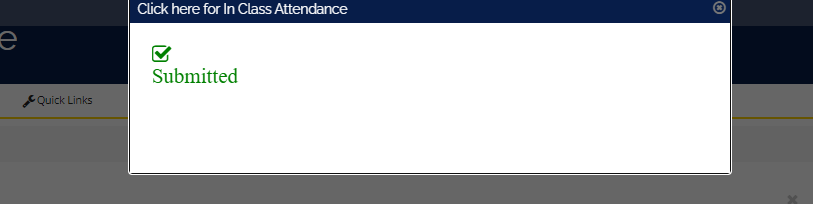 Click here for In Class Attendance
e
Submitted
Quick Links